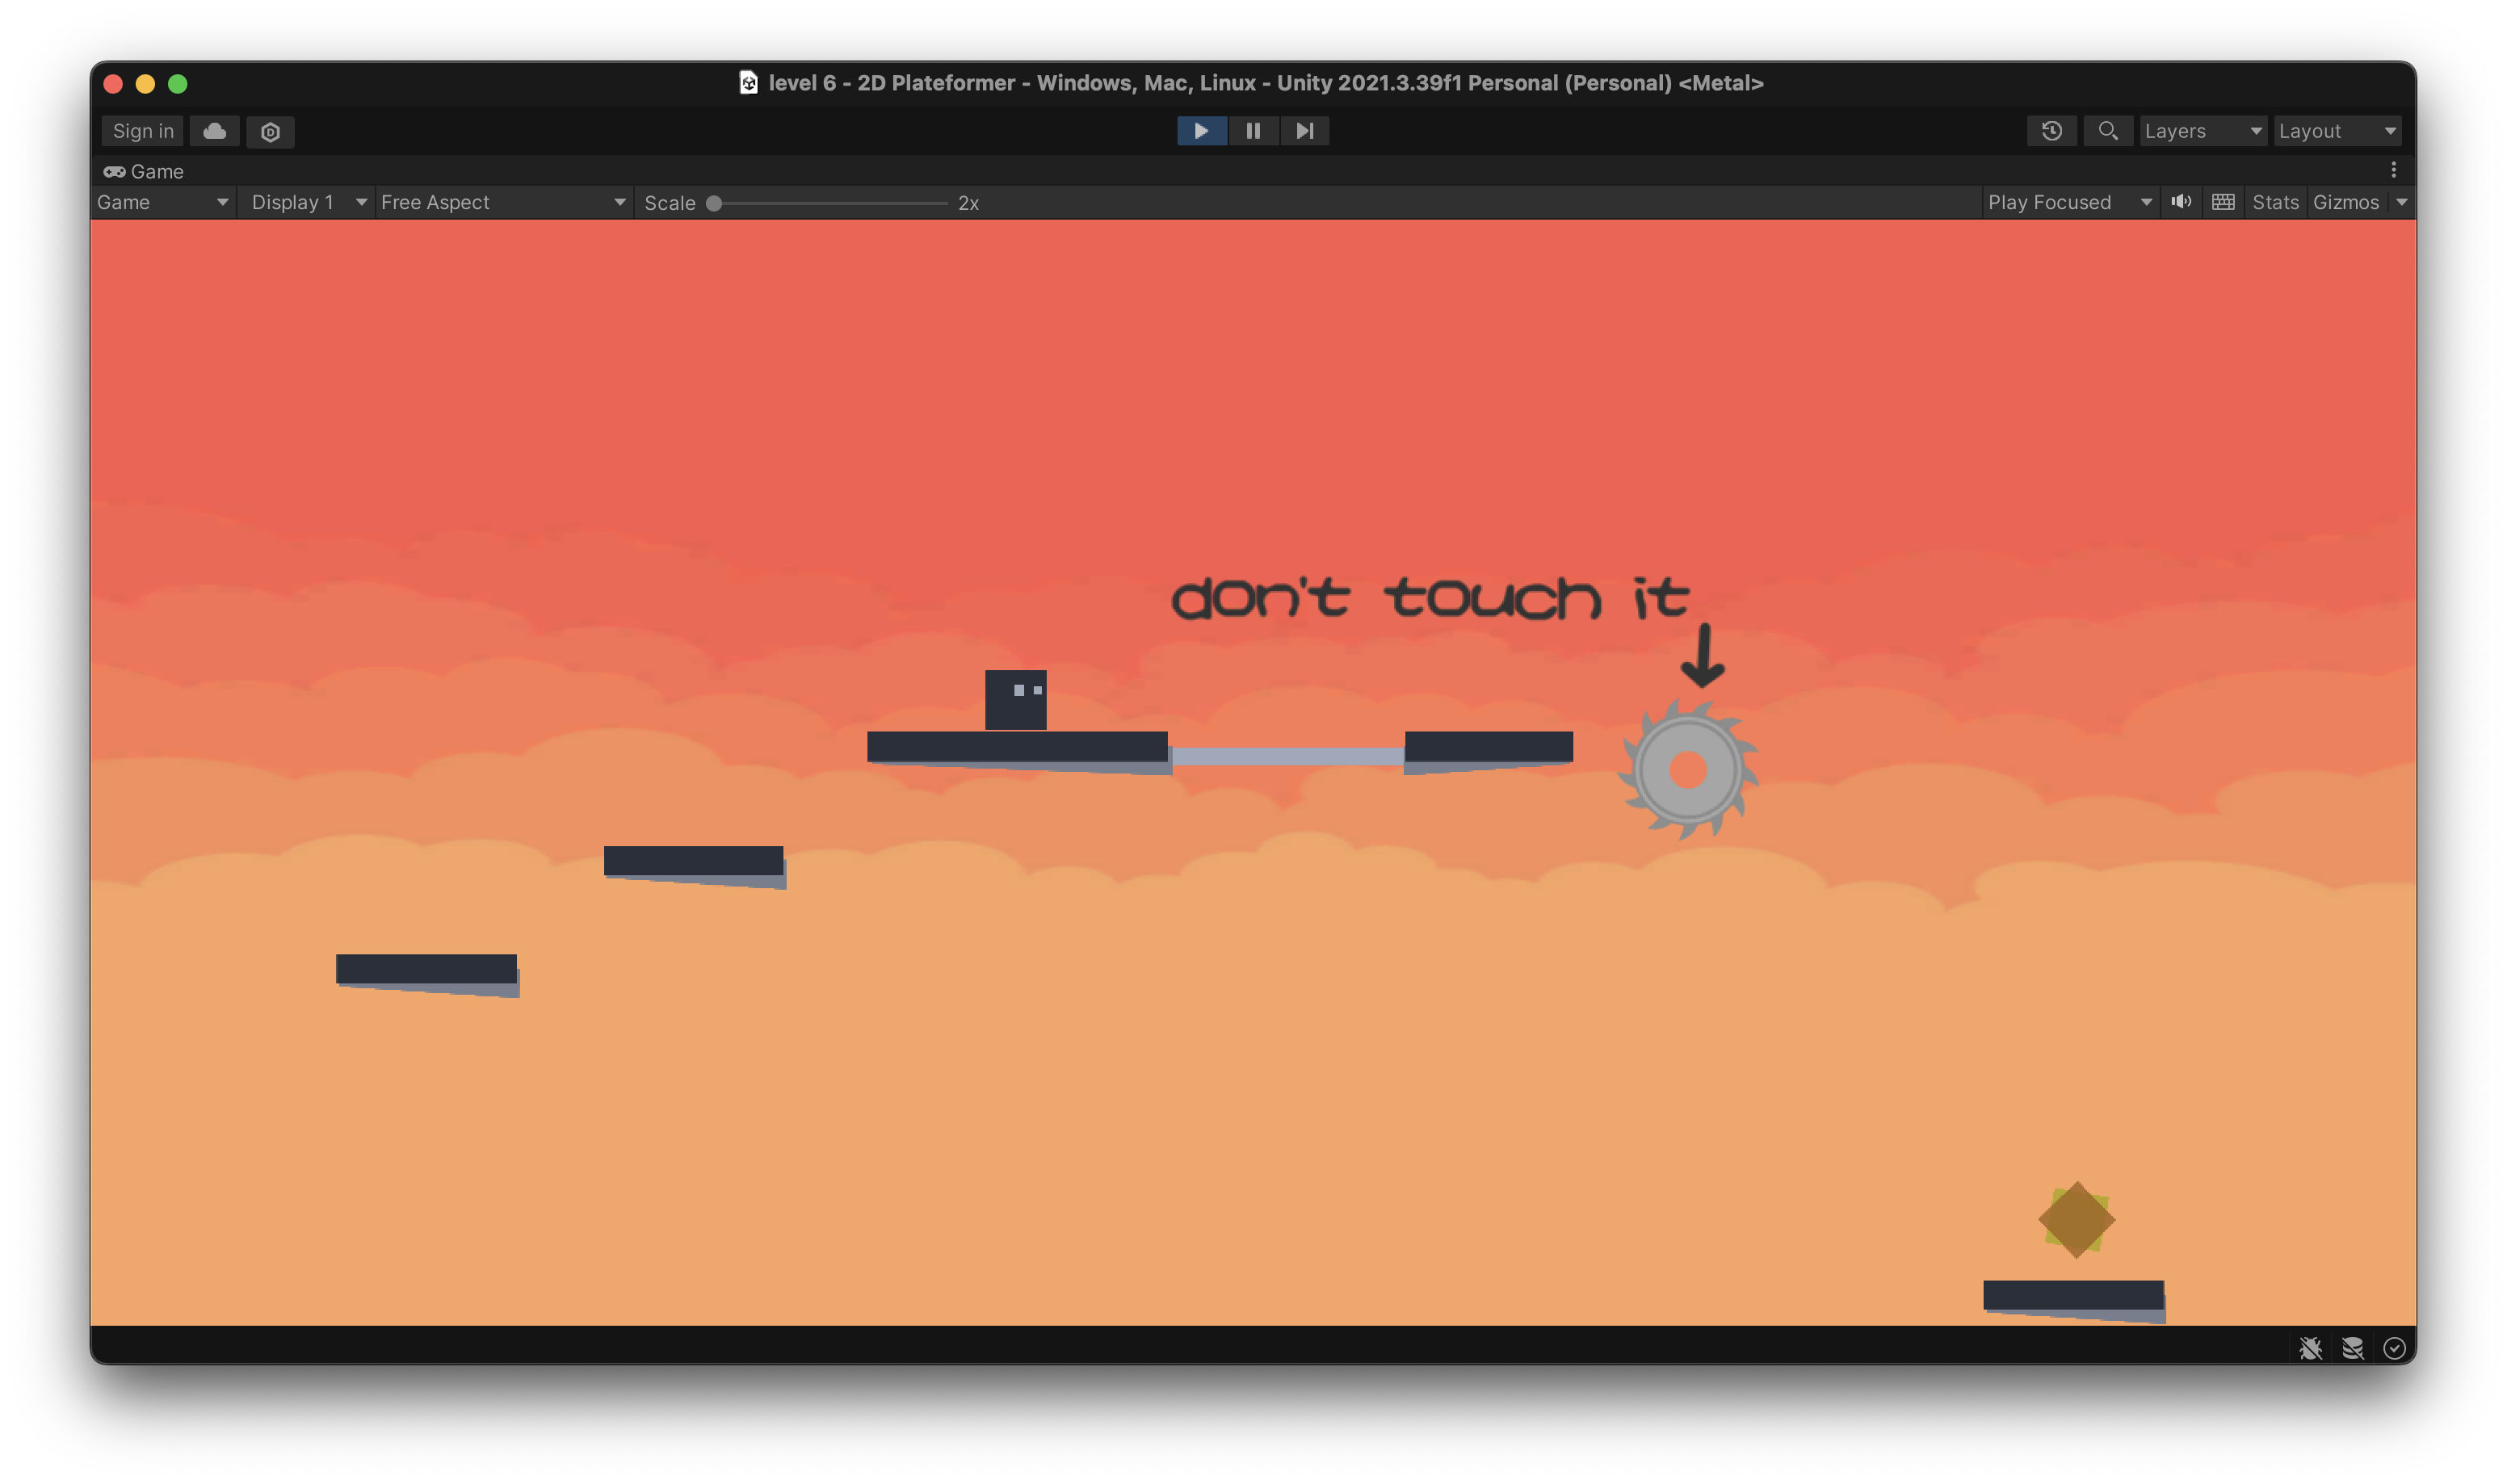 level 6 - 2D Plateformer - Windows, Mac, Linux - Unity 2021.3.39f1 Personal (Personal) <Metal>
Sign in
Layers
Layout
Game
Game
Display 1
Free Aspect
Scale
2x
Play Focused
Stats
Gizmos
don't touch it